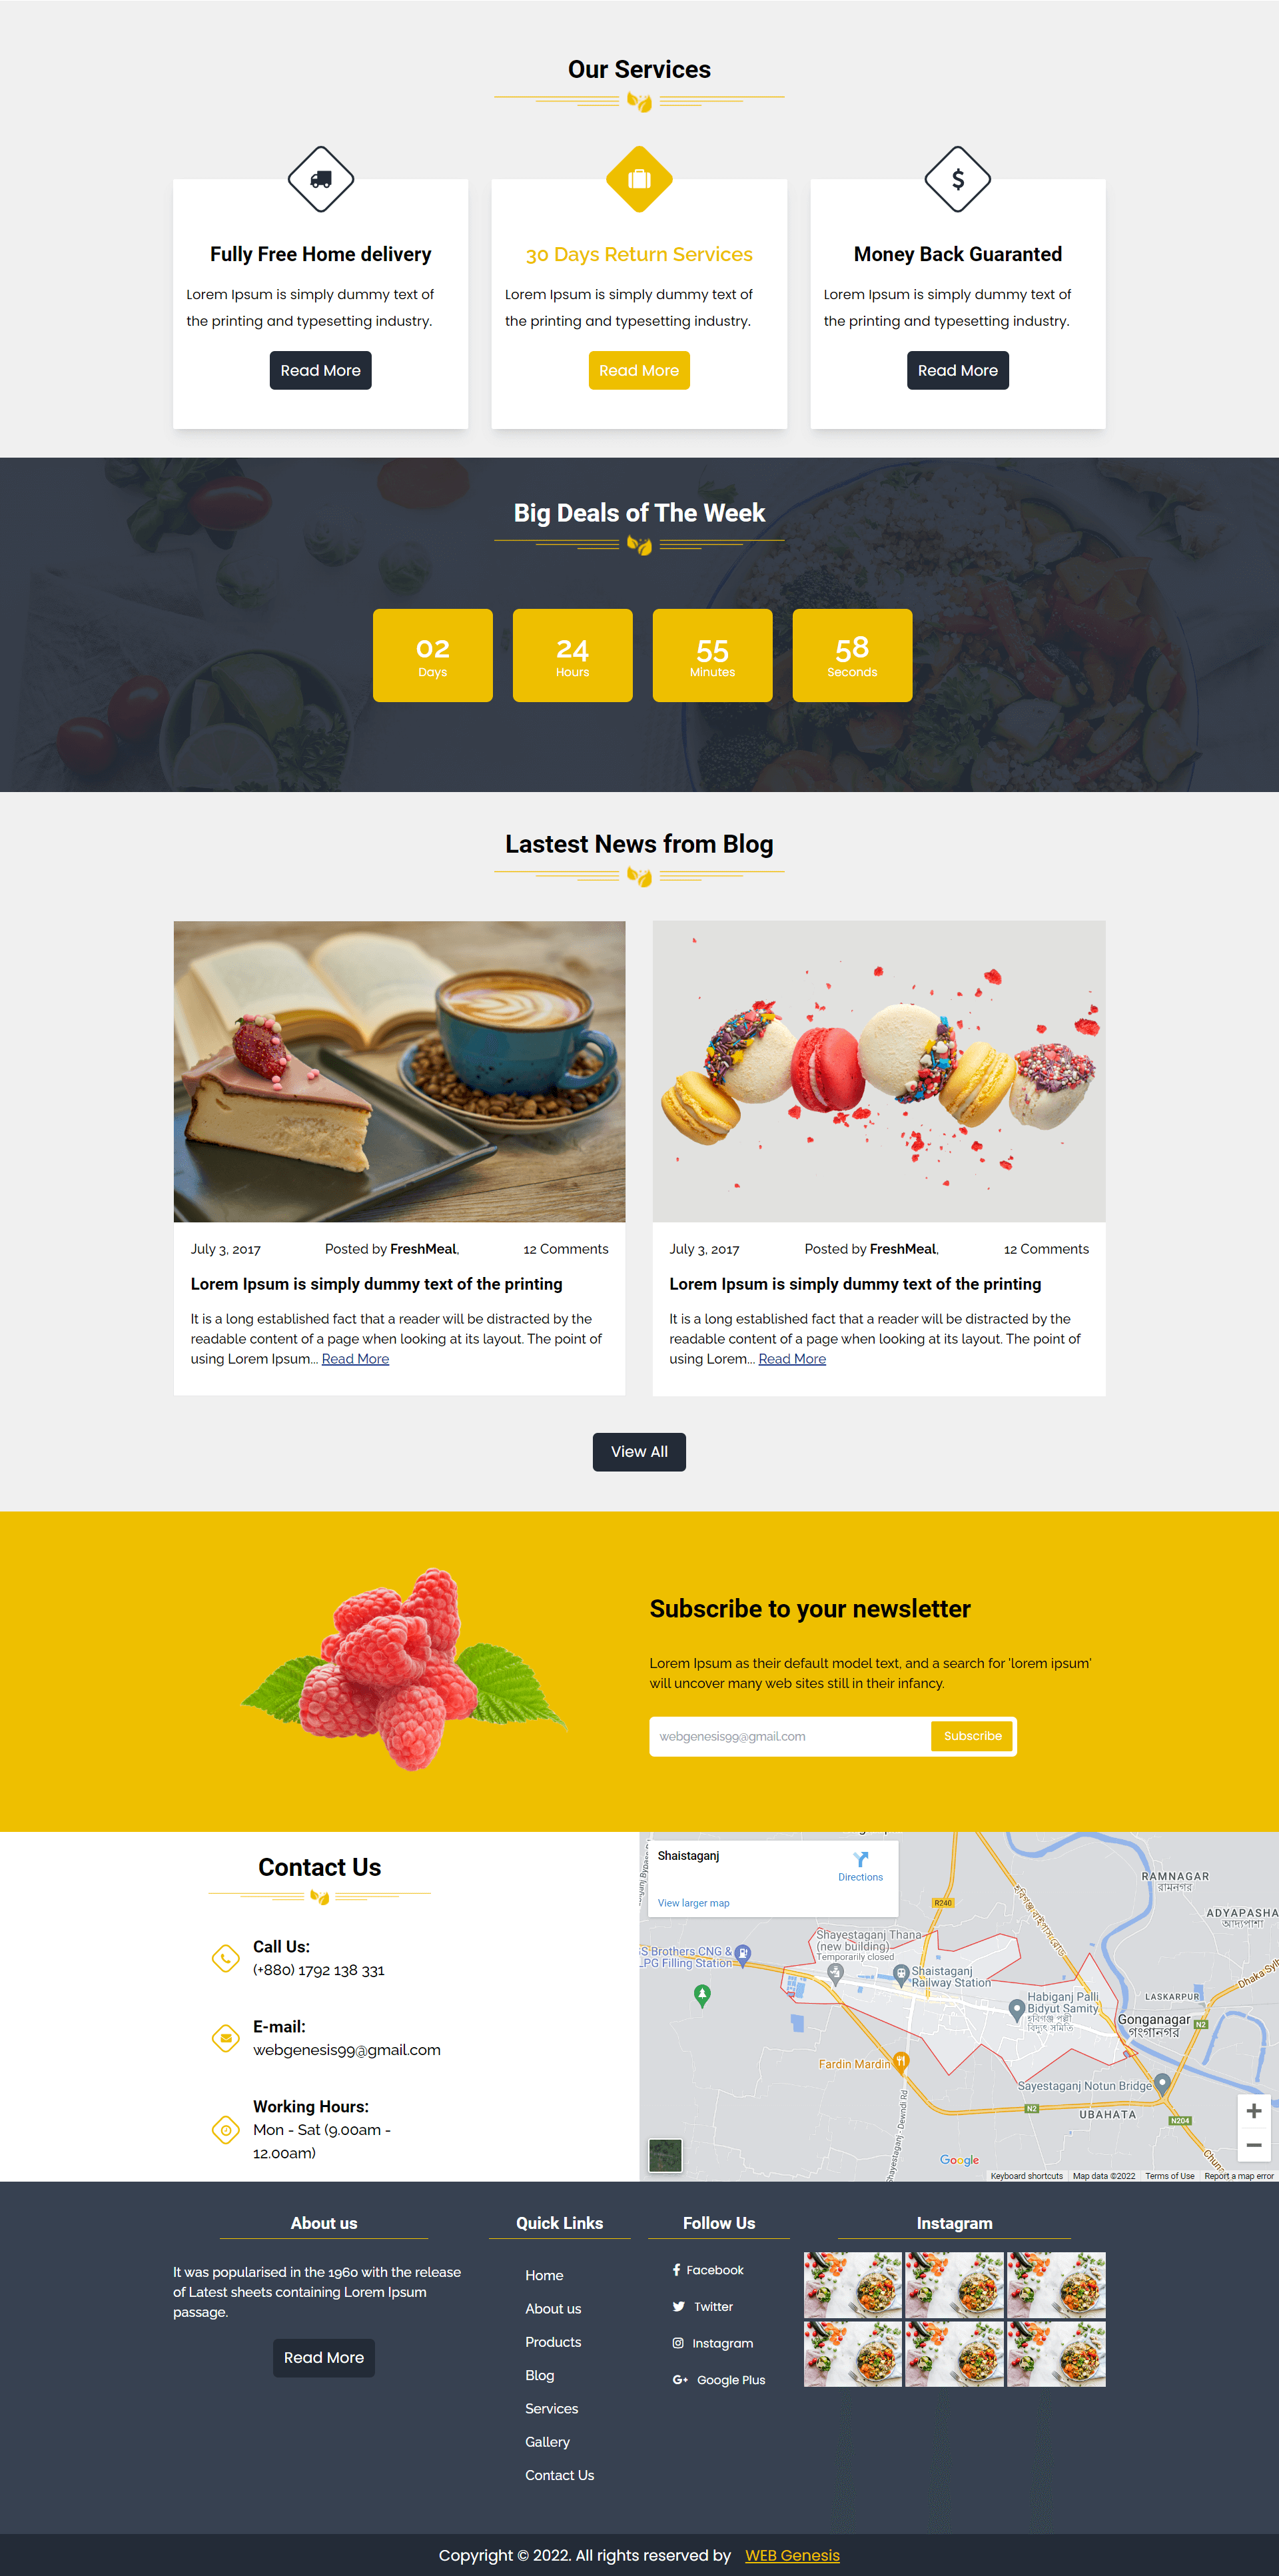 Our Services
Fully Free Home delivery
Lorem Ipsum is simply dummy text of
the printing and typesetting industry.
Read More
30 Days Return Services
Lorem Ipsum is simply dummy text of
the printing and typesetting industry.
Read More
Money Back Guaranted
Lorem Ipsum is simply dummy text of
the printing and typesetting industry.
Read More
Big Deals of The Week
02
Days
24
Hours
55
Minutes
58
Seconds
Lastest News from Blog
July 3, 2017 Posted by FreshMeal, 12 Comments
Lorem Ipsum is simply dummy text of the printing
It is a long established fact that a reader will be distracted by the
readable content of a page when looking at its layout. The point of
using Lorem Ipsum... Read More
July 3, 2017 Posted by FreshMeal, 12 Comments
Lorem Ipsum is simply dummy text of the printing
It is a long established fact that a reader will be distracted by the
readable content of a page when looking at its layout. The point of
using Lorem... Read More
View All
Subscribe to your newsletter
Lorem Ipsum as their default model text, and a search for 'lorem ipsum'
will uncover many web sites still in their infancy.
webgenesis99@gmail.com
Subscribe
Contact Us
Call Us:
(+880) 1792 138 331
E-mail:
webgenesis99@gmail.com
Working Hours:
Mon - Sat (9.00am -
12.00am)
Shaistaganj
Directions
View larger map
R240
RAMNAGAR
রামনগর
ADYAPASHA
আদ্যপাশা
হবিগঞ্জ বাইপাস রোড
Shayestaganj Thana
(new building)
Temporarily closed
SS Brothers CNG &
LPG Filling Station
Shaistaganj
Railway Station
Dhaka Sylh
Habiganj Palli
Bidyut Samity
হবিগঞ্জ পল্লী
বিদ্যুৎ সমিতি
LASKARPUR
Gonganagar
গংগানগর
N2
Fardin Mardin
Sayestaganj Notun Bridge
N2
UBAHATA
N204
Shayestaganj - Dewndi Rd
Chuna
Google
Keyboard shortcuts
Map data ©2022
Terms of Use
Report a map error
About us
It was popularised in the 1960 with the release
of Latest sheets containing Lorem Ipsum
passage.
Read More
Quick Links
Home
About us
Products
Blog
Services
Gallery
Contact Us
Follow Us
Facebook
Twitter
Instagram
Google Plus
Instagram
Copyright © 2022. All rights reserved by WEB Genesis